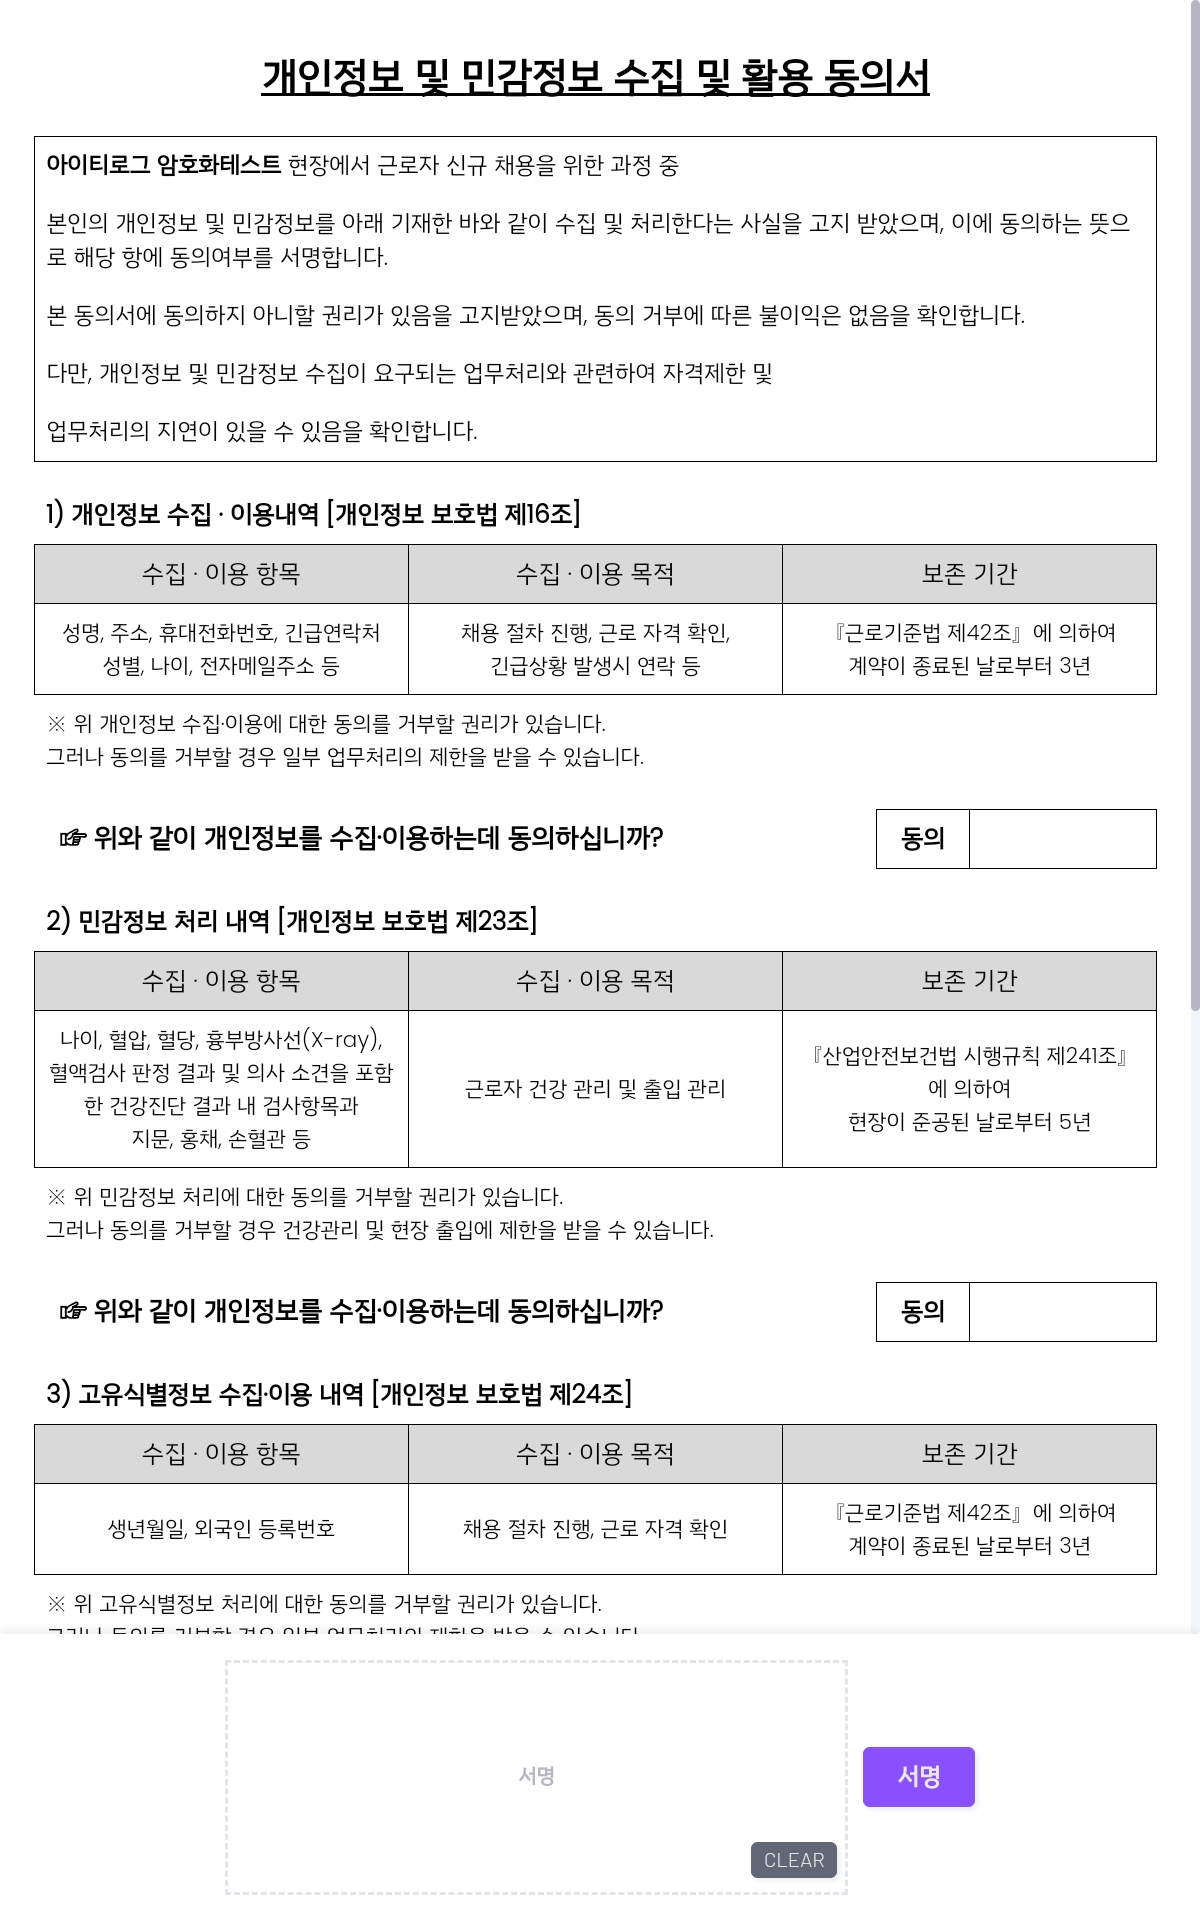 개인정보 및 민감정보 수집 및 활용 동의서
아이티로그 암호화테스트 현장에서 근로자 신규 채용을 위한 과정 중
본인의 개인정보 및 민감정보를 아래 기재한 바와 같이 수집 및 처리한다는 사실을 고지 받았으며, 이에 동의하는 뜻으
로 해당 항에 동의여부를 서명합니다.
본 동의서에 동의하지 아니할 권리가 있음을 고지받았으며, 동의 거부에 따른 불이익은 없음을 확인합니다.
다만, 개인정보 및 민감정보 수집이 요구되는 업무처리와 관련하여 자격제한 및
업무처리의 지연이 있을 수 있음을 확인합니다.
1) 개인정보 수집 · 이용내역 [개인정보 보호법 제16조]
수집 · 이용 항목
수집 · 이용 목적
보존 기간
성명, 주소, 휴대전화번호, 긴급연락처
성별, 나이, 전자메일주소 등
채용 절차 진행, 근로 자격 확인,
긴급상황 발생시 연락 등
『근로기준법 제42조』에 의하여
계약이 종료된 날로부터 3년
※ 위 개인정보 수집·이용에 대한 동의를 거부할 권리가 있습니다.
그러나 동의를 거부할 경우 일부 업무처리의 제한을 받을 수 있습니다.
☞ 위와 같이 개인정보를 수집·이용하는데 동의하십니까?
동의
2) 민감정보 처리 내역 [개인정보 보호법 제23조]
수집 · 이용 항목
수집 · 이용 목적
보존 기간
나이, 혈압, 혈당, 흉부방사선(X-ray),
혈액검사 판정 결과 및 의사 소견을 포함
한 건강진단 결과 내 검사항목과
지문, 홍채, 손혈관 등
근로자 건강 관리 및 출입 관리
『산업안전보건법 시행규칙 제241조』
에 의하여
현장이 준공된 날로부터 5년
※ 위 민감정보 처리에 대한 동의를 거부할 권리가 있습니다.
그러나 동의를 거부할 경우 건강관리 및 현장 출입에 제한을 받을 수 있습니다.
☞ 위와 같이 개인정보를 수집·이용하는데 동의하십니까?
동의
3) 고유식별정보 수집·이용 내역 [개인정보 보호법 제24조]
수집 · 이용 항목
수집 · 이용 목적
보존 기간
생년월일, 외국인 등록번호
채용 절차 진행, 근로 자격 확인
『근로기준법 제42조』에 의하여
계약이 종료된 날로부터 3년
※ 위 고유식별정보 처리에 대한 동의를 거부할 권리가 있습니다.
그러나 동의를 거부할 경우 일부 업무처리의 제한을 받을 수 있습니다.
서명
서명
CLEAR